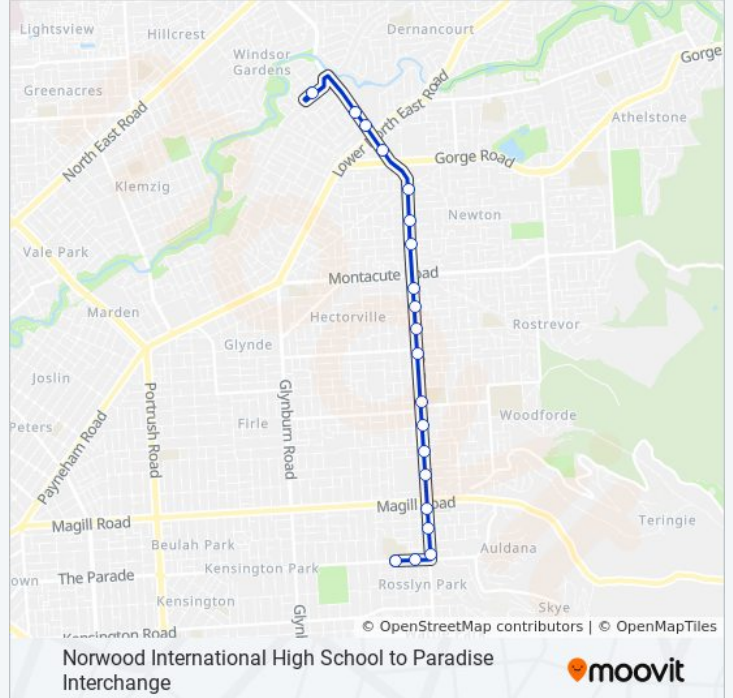 Lightsview
Hillcrest
Dernancourt
Windsor
Gardens
Gorge
Greenacres
North East Road
Lower North East Road
Athelstone
Gorge Road
Klemzig
Newton
Vale Park
Montacute Road
Marden
Hectorville
Rostrevor
Glynde
Joslin
Portrush Road
Glynburn Road
Woodforde
Peters
Payneham Road
Firle
Magill Road
Magill Road
Teringie
Beulah Park
Auldana
The Parade
Kensington Park
own
Rosslyn Park
Kensington
Skye
Glynl
Kensington Road
© OpenStreetMap contributors | © OpenMapTiles
Norwood International High School to Paradise
Interchange
moovit